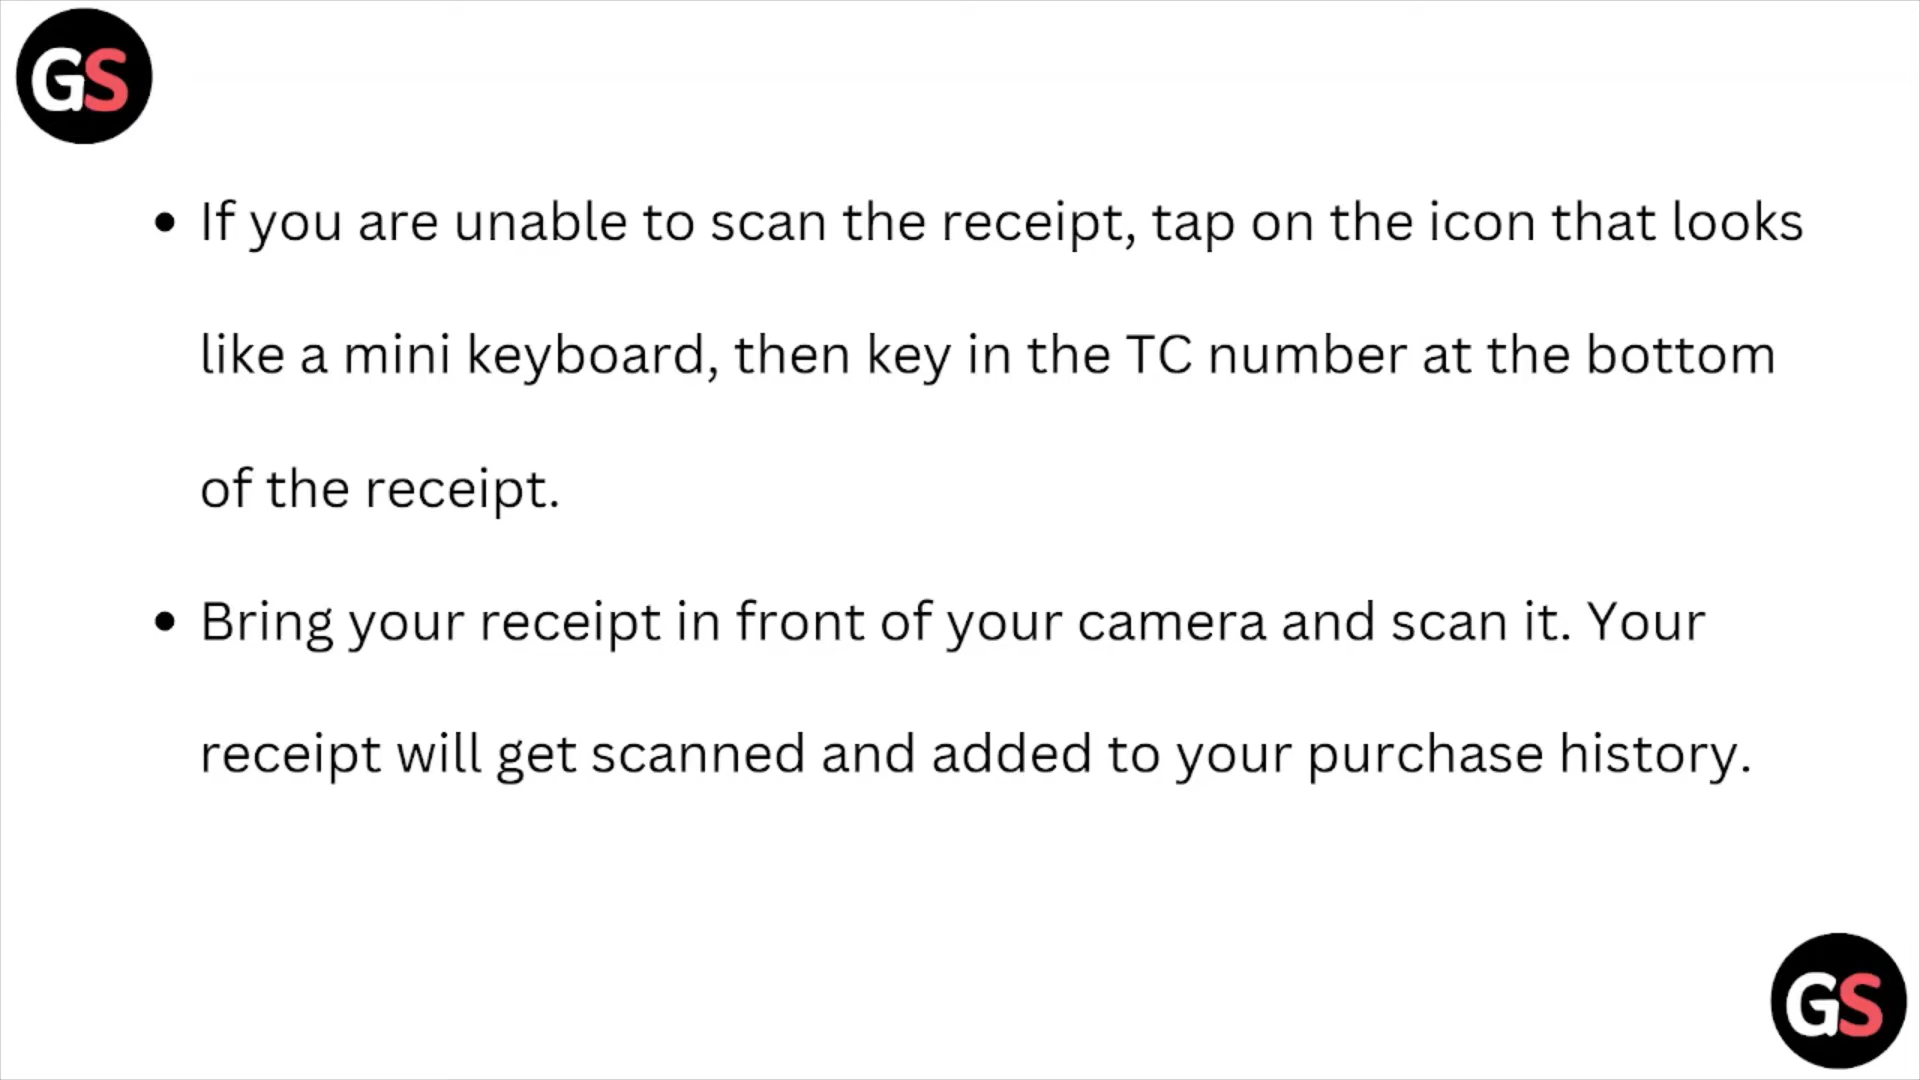 GS
• If you are unable to scan the receipt, tap on the icon that looks
like a mini keyboard, then key in the TC number at the bottom
of the receipt.
• Bring your receipt in front of your camera and scan it. Your
receipt will get scanned and added to your purchase history.
GS